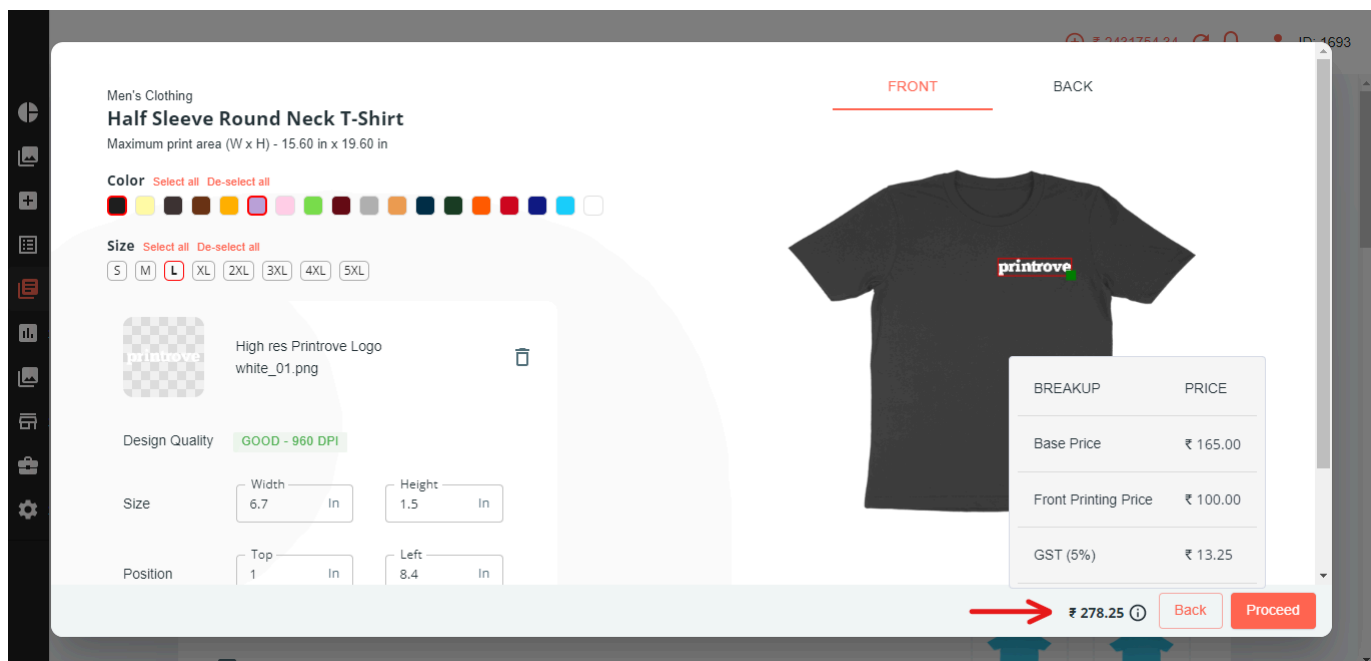 ₹ 2431754.34 ID: 1693
Men's Clothing
Half Sleeve Round Neck T-Shirt
Maximum print area (W x H) - 15.60 in x 19.60 in
Color Select all De-select all
Size Select all De-select all
S M L XL 2XL 3XL 4XL 5XL
printrove
High res Printrove Logo
white_01.png
Design Quality GOOD - 960 DPI
Size
Width
6.7 In
Height
1.5 In
Position
Top
1 In
Left
8.4 In
FRONT BACK
printrove
BREAKUP PRICE
Base Price ₹ 165.00
Front Printing Price ₹ 100.00
GST (5%) ₹ 13.25
₹ 278.25 Back Proceed